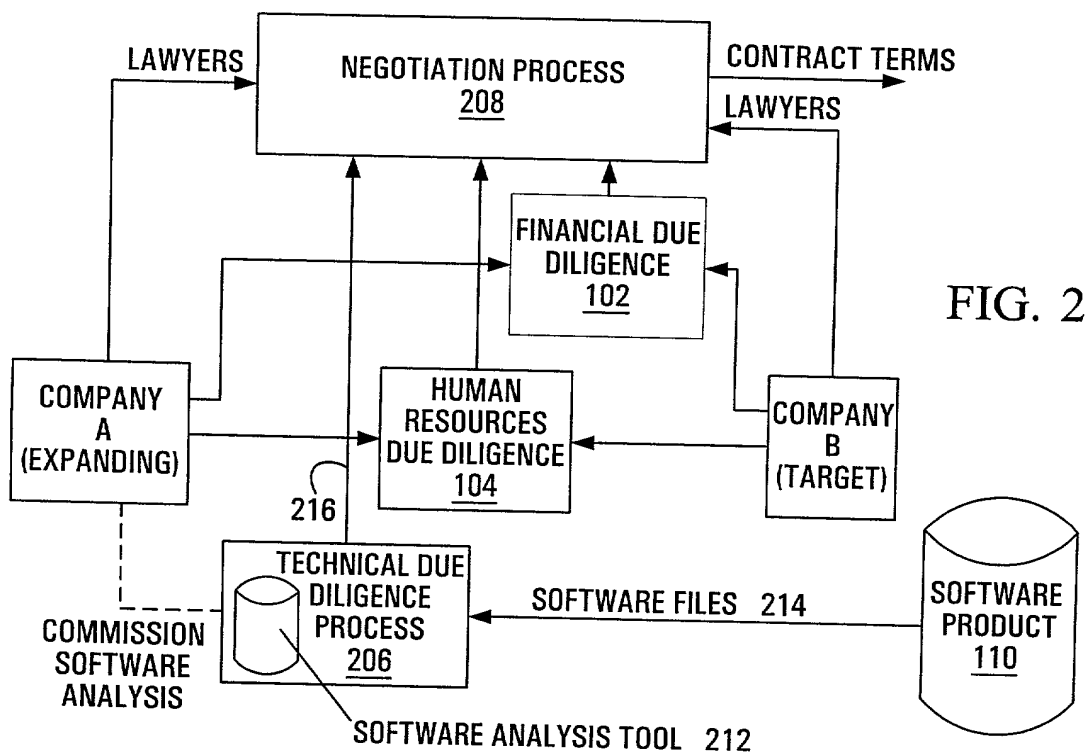 LAWYERS
NEGOTIATION PROCESS
208
CONTRACT TERMS
LAWYERS
FINANCIAL DUE
DILIGENCE
102
FIG. 2
COMPANY
A
(EXPANDING)
HUMAN
RESOURCES
DUE DILIGENCE
104
COMPANY
B
(TARGET)
216
TECHNICAL DUE
DILIGENCE
PROCESS
206
SOFTWARE FILES 214
SOFTWARE
PRODUCT
110
COMMISSION
SOFTWARE
ANALYSIS
SOFTWARE ANALYSIS TOOL 212